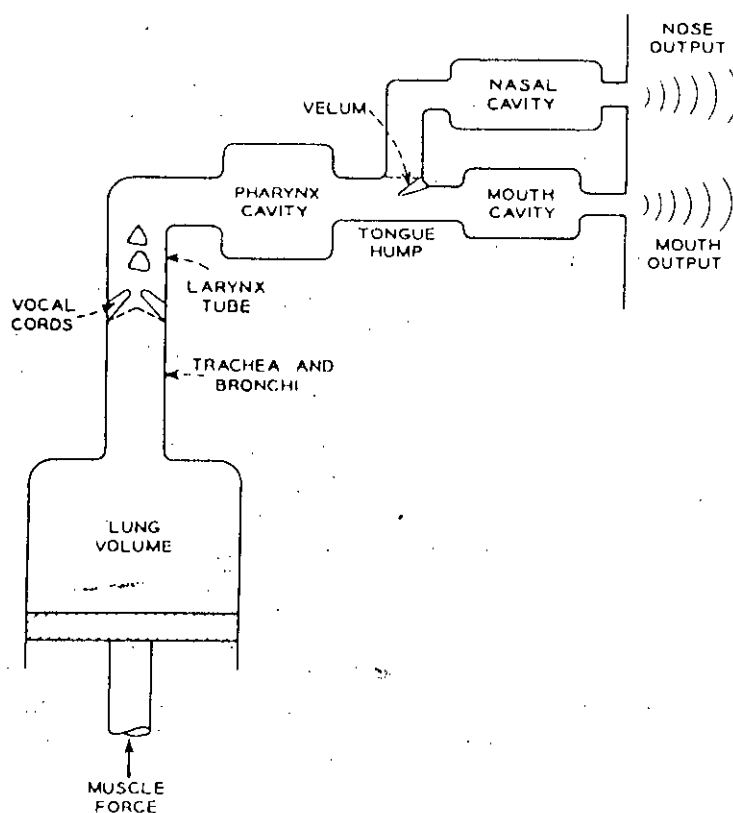 NOSE
OUTPUT
NASAL
CAVITY
VELUM
PHARYNX
CAVITY
MOUTH
CAVITY
TONGUE
HUMP
MOUTH
OUTPUT
LARYNX
TUBE
VOCAL
CORDS
TRACHEA AND
BRONCHI
LUNG
VOLUME
MUSCLE
FORCE